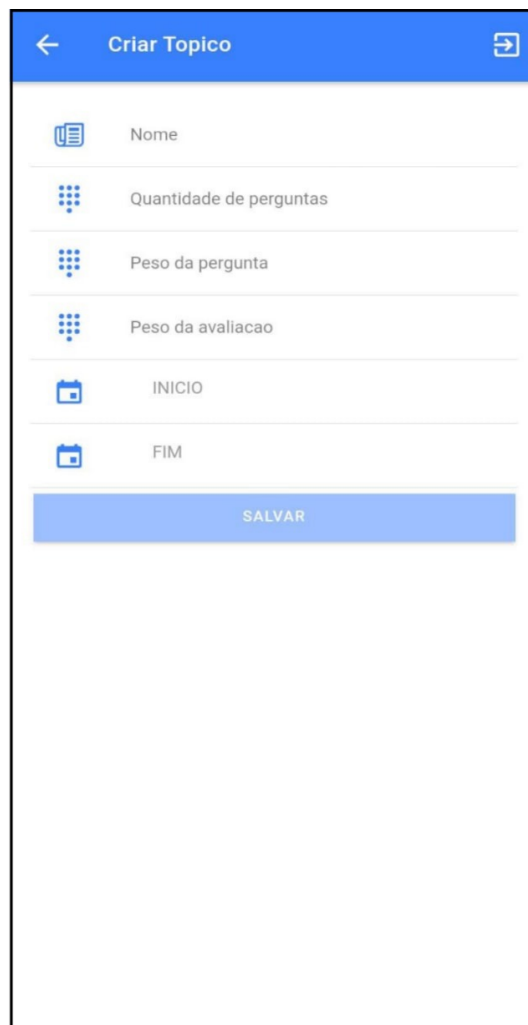 Criar Topico
Nome
Quantidade de perguntas
Peso da pergunta
Peso da avaliacao
INICIO
FIM
SALVAR